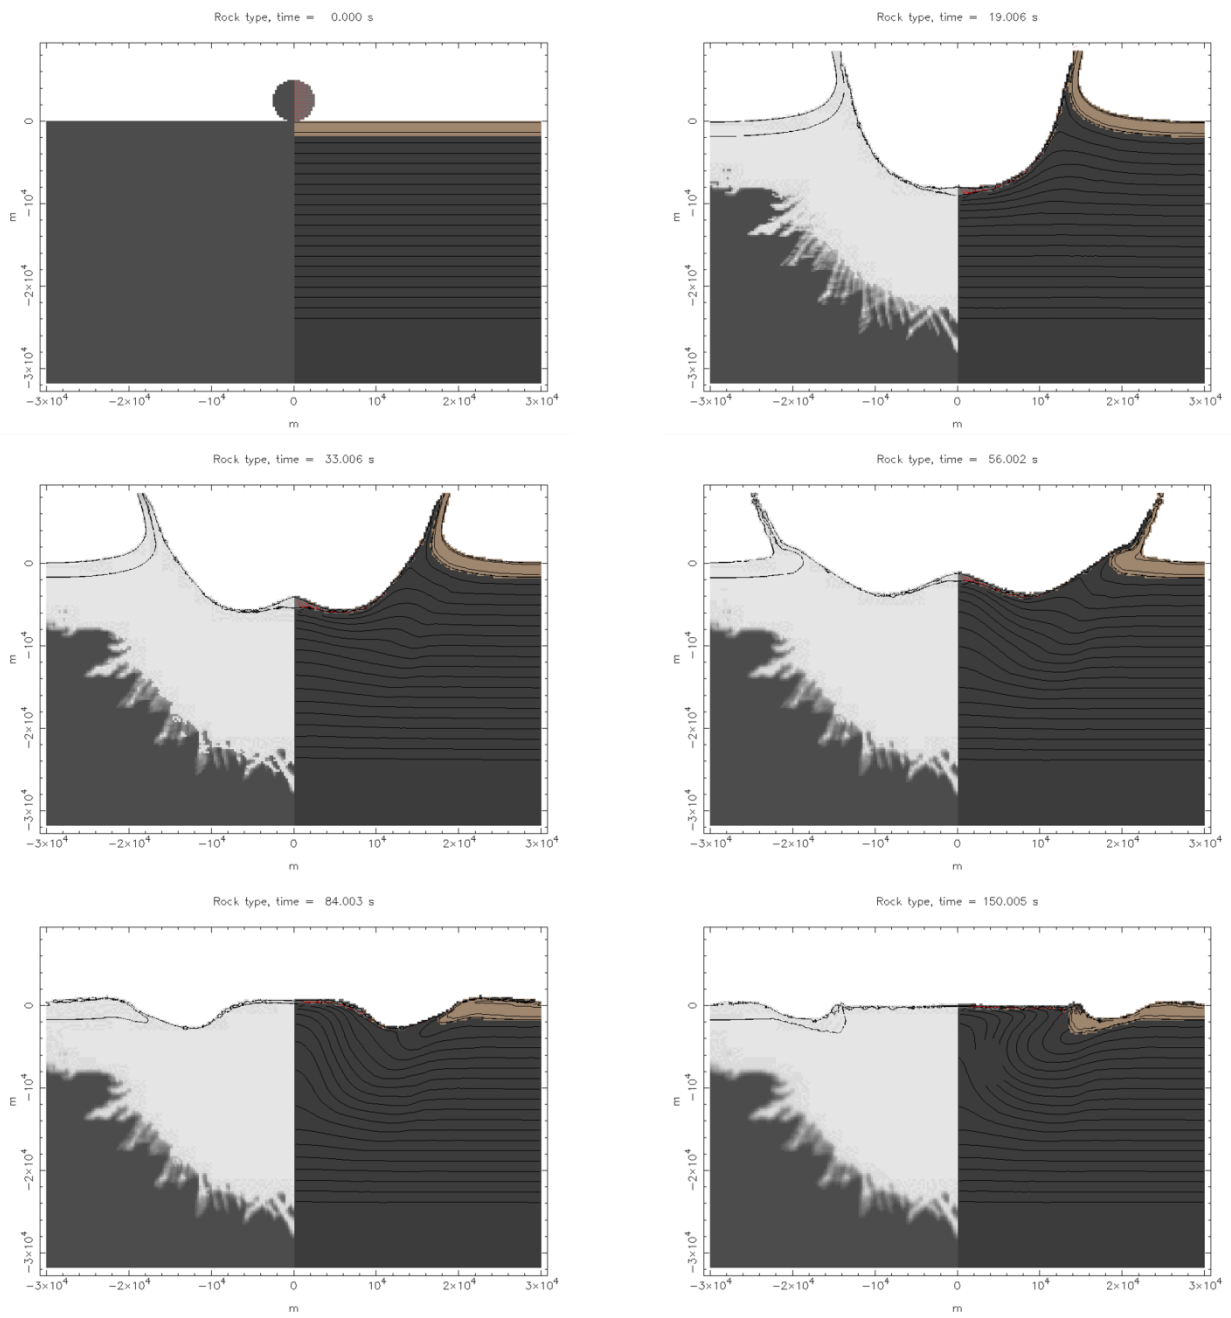 Rock type, time = 0.000 s
0
−10⁴
−2×10⁴
−3×10⁴
m
−3×10⁴ −2×10⁴ −10⁴ 0 10⁴ 2×10⁴ 3×10⁴
m
Rock type, time = 19.006 s
0
−10⁴
−2×10⁴
−3×10⁴
m
−3×10⁴ −2×10⁴ −10⁴ 0 10⁴ 2×10⁴ 3×10⁴
m
Rock type, time = 33.006 s
0
−10⁴
−2×10⁴
−3×10⁴
m
−3×10⁴ −2×10⁴ −10⁴ 0 10⁴ 2×10⁴ 3×10⁴
m
Rock type, time = 56.002 s
0
−10⁴
−2×10⁴
−3×10⁴
m
−3×10⁴ −2×10⁴ −10⁴ 0 10⁴ 2×10⁴ 3×10⁴
m
Rock type, time = 84.003 s
0
−10⁴
−2×10⁴
−3×10⁴
m
−3×10⁴ −2×10⁴ −10⁴ 0 10⁴ 2×10⁴ 3×10⁴
m
Rock type, time = 150.005 s
0
−10⁴
−2×10⁴
−3×10⁴
m
−3×10⁴ −2×10⁴ −10⁴ 0 10⁴ 2×10⁴ 3×10⁴
m